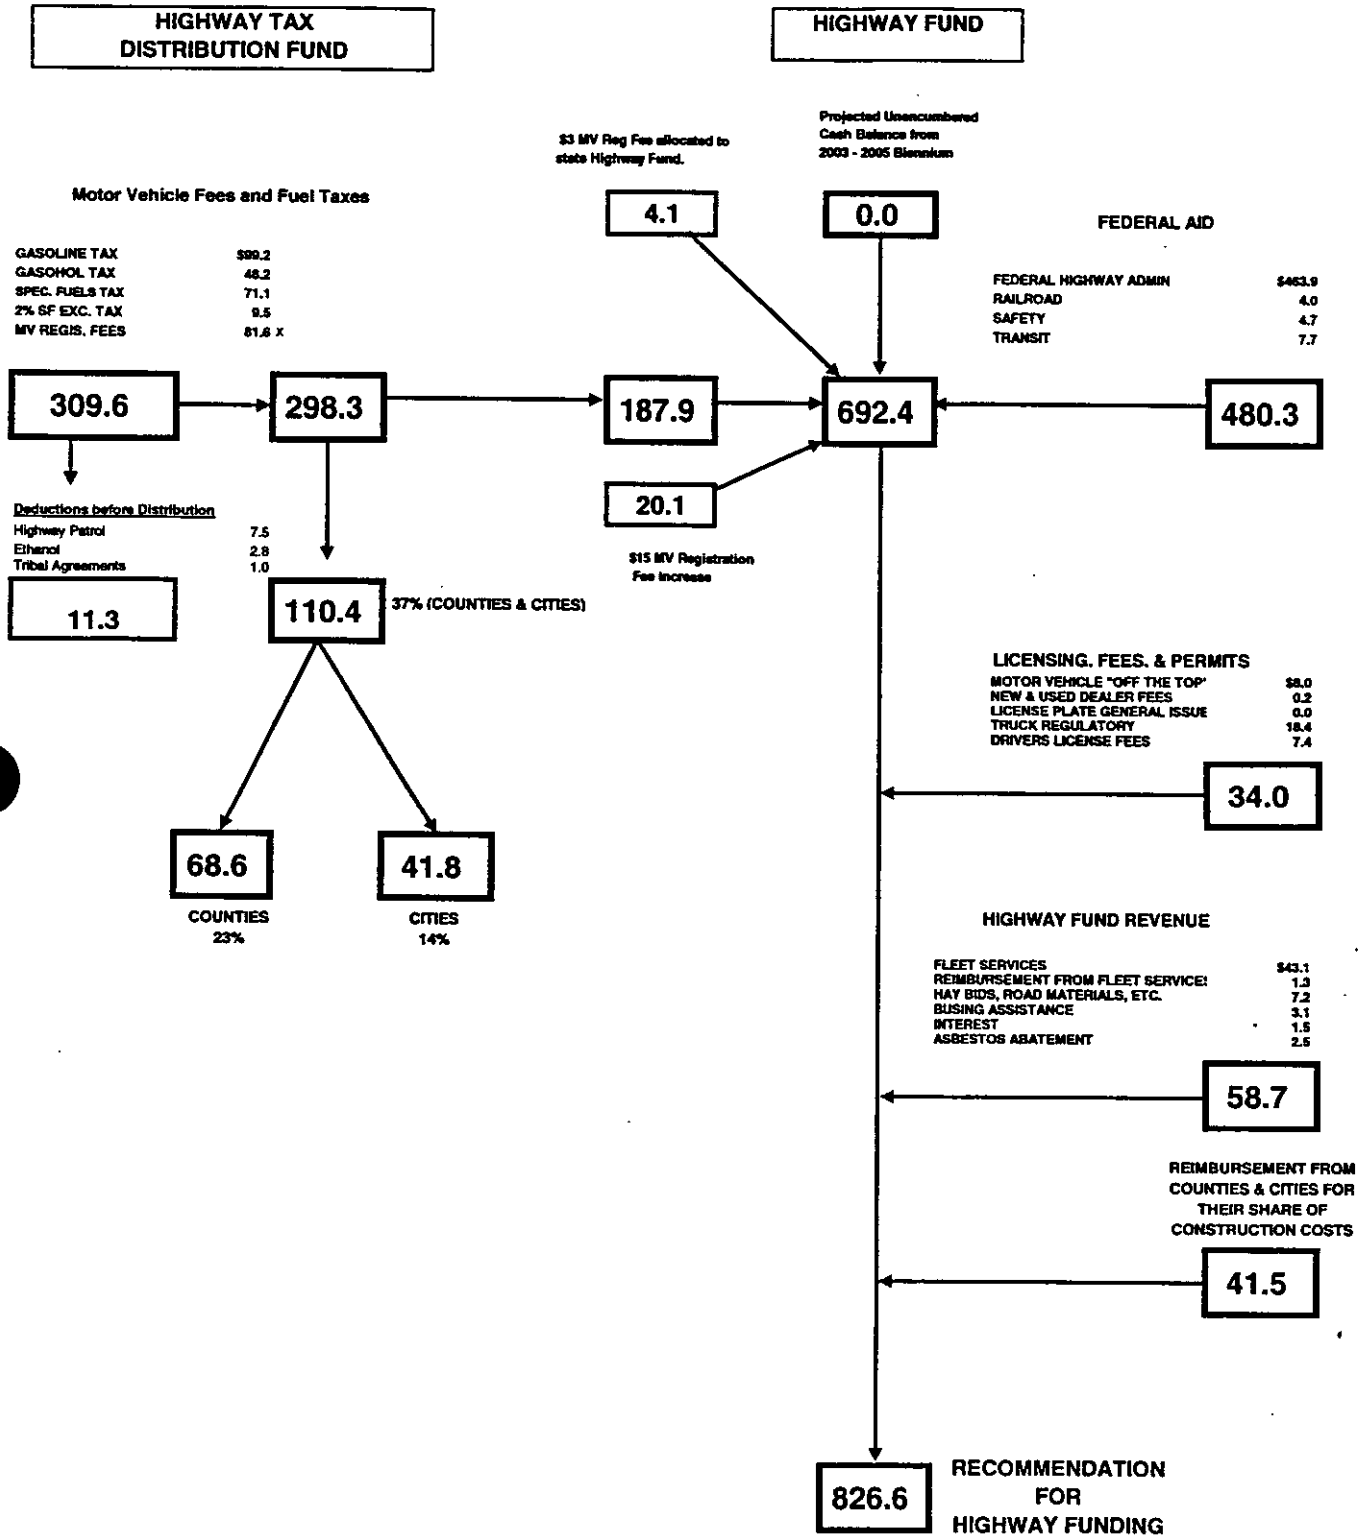 HIGHWAY TAX
DISTRIBUTION FUND
HIGHWAY FUND
$3 MV Reg Fee allocated to
state Highway Fund.
Projected Unencumbered
Cash Balance from
2003 - 2005 Biennium
Motor Vehicle Fees and Fuel Taxes
4.1
0.0
FEDERAL AID
GASOLINE TAX $99.2
GASOHOL TAX 48.2
SPEC. FUELS TAX 71.1
2% SF EXC. TAX 9.5
MV REGIS. FEES 81.6 X
FEDERAL HIGHWAY ADMIN $463.9
RAILROAD 4.0
SAFETY 4.7
TRANSIT 7.7
309.6
298.3
187.9
692.4
480.3
20.1
$15 MV Registration
Fee Increase
Deductions before Distribution
Highway Patrol 7.5
Ethanol 2.8
Tribal Agreements 1.0
11.3
110.4
37% (COUNTIES & CITIES)
LICENSING, FEES, & PERMITS
MOTOR VEHICLE "OFF THE TOP" $8.0
NEW & USED DEALER FEES 0.2
LICENSE PLATE GENERAL ISSUE 0.0
TRUCK REGULATORY 18.4
DRIVERS LICENSE FEES 7.4
34.0
68.6
41.8
COUNTIES
23%
CITIES
14%
HIGHWAY FUND REVENUE
FLEET SERVICES $43.1
REIMBURSEMENT FROM FLEET SERVICES 1.3
HAY BIDS, ROAD MATERIALS, ETC. 7.2
BUSING ASSISTANCE 3.1
INTEREST 1.5
ASBESTOS ABATEMENT 2.5
58.7
REIMBURSEMENT FROM
COUNTIES & CITIES FOR
THEIR SHARE OF
CONSTRUCTION COSTS
41.5
826.6
RECOMMENDATION
FOR
HIGHWAY FUNDING